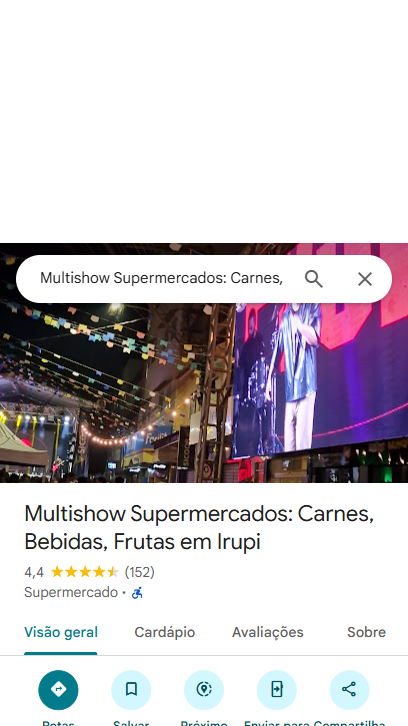 Multishow Supermercados: Carnes,
Multishow Supermercados: Carnes,
Bebidas, Frutas em Irupi
4,4 (152)
Supermercado ·
Visão geral Cardápio Avaliações Sobre
Rotas Salvar Próximo Enviar para Compartilha